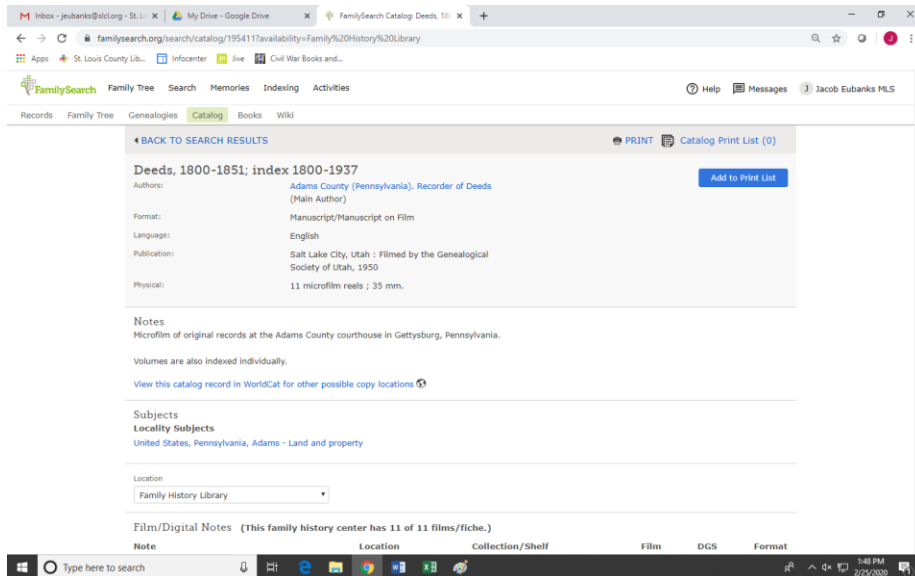 Inbox - jeubanks@slcl.org - St. L
My Drive - Google Drive
FamilySearch Catalog: Deeds, 18
familysearch.org/search/catalog/195411?availability=Family%20History%20Library
Apps St. Louis County Lib... Infocenter Jive Civil War Books and...
FamilySearch Family Tree Search Memories Indexing Activities Help Messages J Jacob Eubanks MLS
Records Family Tree Genealogies Catalog Books Wiki
BACK TO SEARCH RESULTS PRINT Catalog Print List (0)
Deeds, 1800-1851; index 1800-1937
Add to Print List
Authors: Adams County (Pennsylvania). Recorder of Deeds
(Main Author)
Format: Manuscript/Manuscript on Film
Language: English
Publication: Salt Lake City, Utah : Filmed by the Genealogical
Society of Utah, 1950
Physical: 11 microfilm reels ; 35 mm.
Notes
Microfilm of original records at the Adams County courthouse in Gettysburg, Pennsylvania.
Volumes are also indexed individually.
View this catalog record in WorldCat for other possible copy locations
Subjects
Locality Subjects
United States, Pennsylvania, Adams - Land and property
Location
Family History Library
Film/Digital Notes (This family history center has 11 of 11 films/fiche.)
Note Location Collection/Shelf Film DGS Format
Type here to search
1:48 PM
2/25/2020